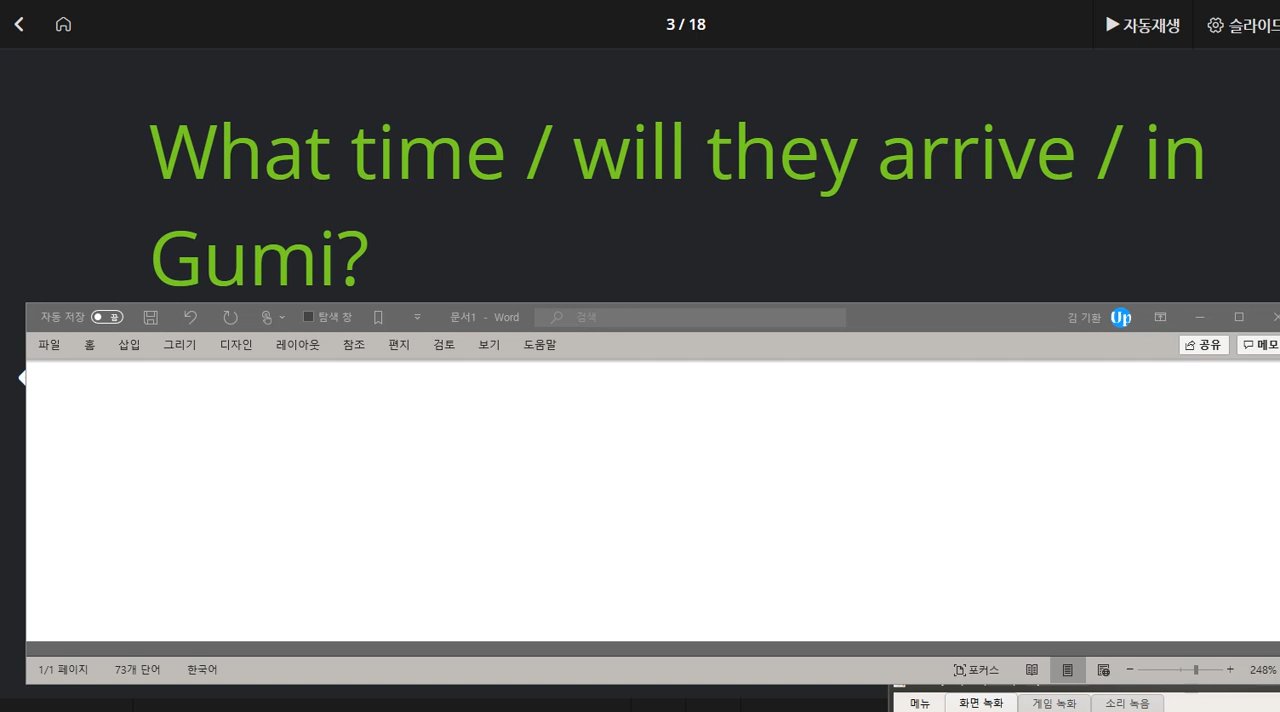 3 / 18
자동재생
슬라이드
What time / will they arrive / in
Gumi?
자동 저장 끔
탐색 창
문서1 - Word
검색
김 기환
Up
파일 홈 삽입 그리기 디자인 레이아웃 참조 편지 검토 보기 도움말
공유
메모
1/1 페이지 73개 단어 한국어
포커스
248%
메뉴 화면 녹화 게임 녹화 소리 녹음